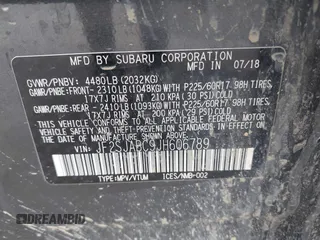 MFD. BY SUBARU CORPORATION 07/18
GVWR/PNBV: 4480LB (2032KG)
GAWR/PNBE:FRONT- 2310LB (1048KG) WITH P225/60R17 98H TIRES,
17X7J RIMS AT 210 KPA (30 PSI) COLD
GAWR/PNBE:REAR - 2410LB (1093KG) WITH P225/60R17 98H TIRES,
17X7J RIMS AT 200 KPA (29 PSI) COLD
THIS VEHICLE CONFORMS TO ALL APPLICABLE
FEDERAL MOTOR VEHICLE SAFETY, BUMPER,
AND THEFT PREVENTION STANDARDS IN EFFECT ON
THE DATE OF MANUFACTURE SHOWN ABOVE.
VIN: JF2SJABC9JH606789
TYPE:MPV/VTUM ICES/NMB-002
DREAMBID